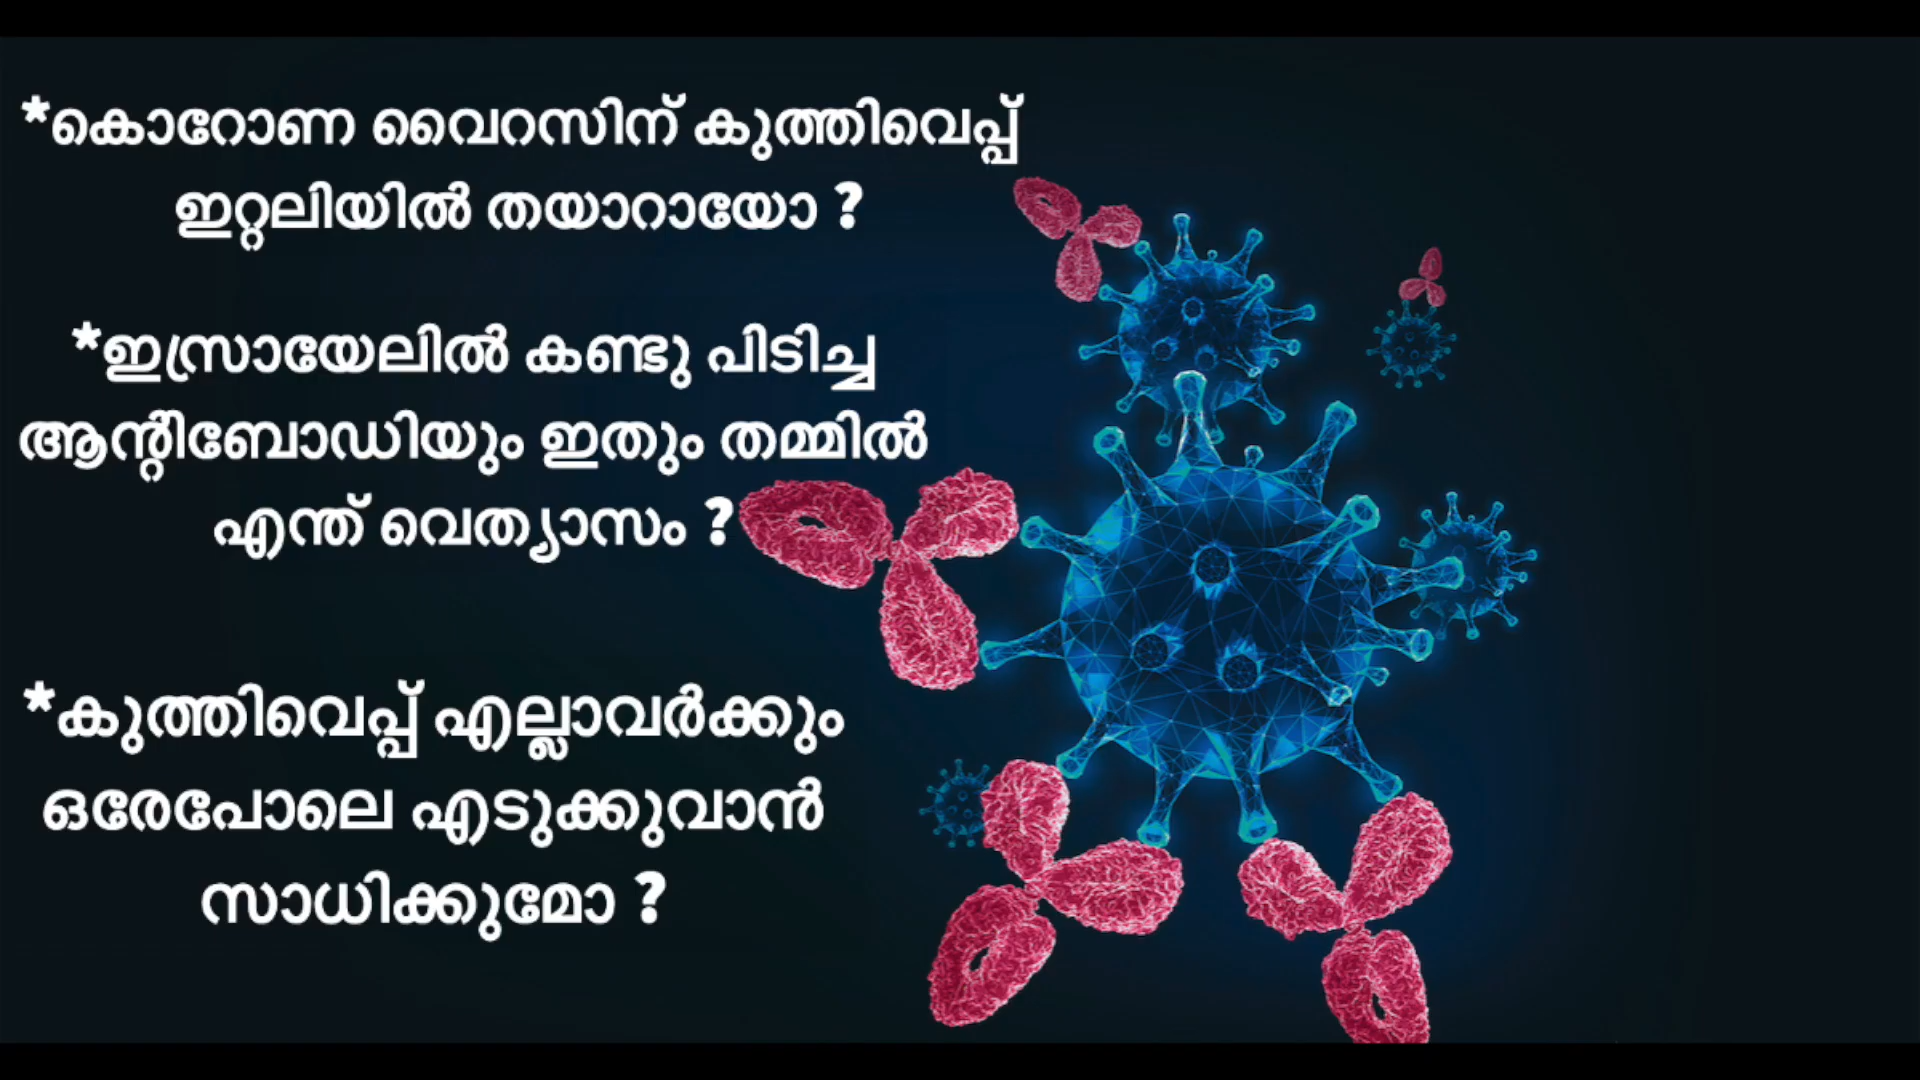 *കൊറോണ വൈറസിന് കുത്തിവെപ്പ്
ഇറ്റലിയിൽ തയാറായോ ?
*ഇസ്രായേലിൽ കണ്ടു പിടിച്ച
ആന്റിബോഡിയും ഇതും തമ്മിൽ
എന്ത് വെത്യാസം ?
*കുത്തിവെപ്പ് എല്ലാവർക്കും
ഒരേപോലെ എടുക്കുവാൻ
സാധിക്കുമോ ?